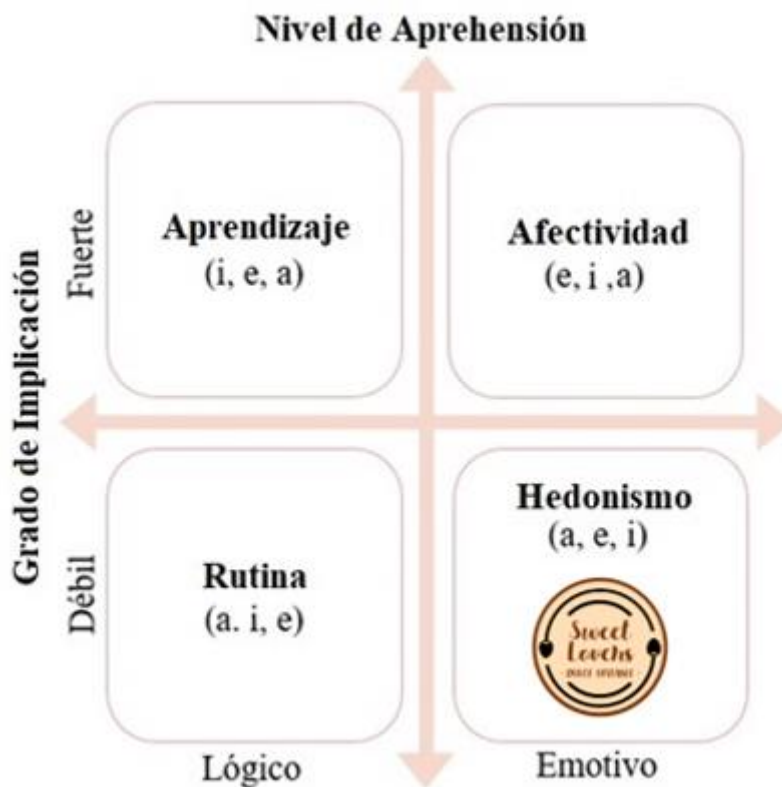 Nivel de Aprehensión
Grado de Implicación
Fuerte
Aprendizaje
(i, e, a)
Afectividad
(e, i ,a)
Débil
Rutina
(a. i, e)
Hedonismo
(a, e, i)
Sweet
Lovers
Lógico
Emotivo